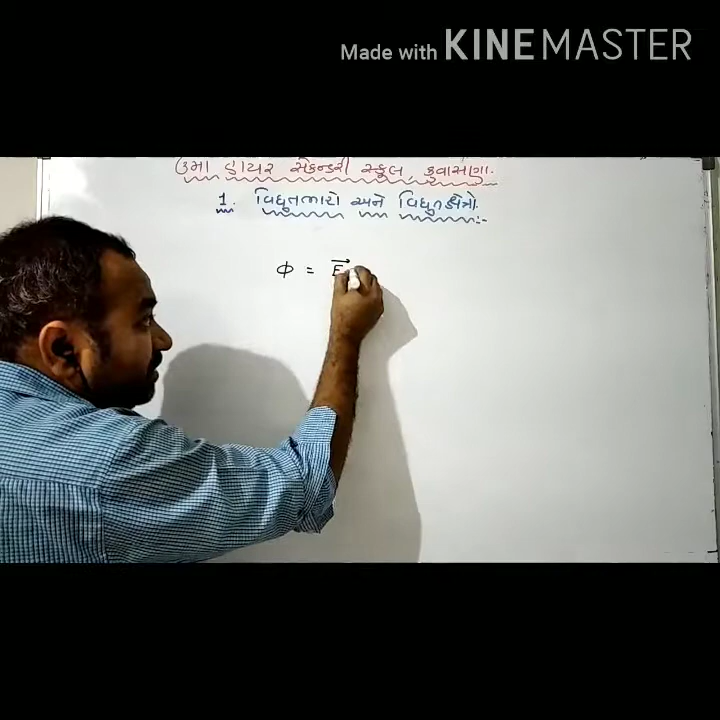 Made with KINEMASTER
ઉમા હાયર સેકન્ડરી સ્કૂલ, કુવાસણા.
1. વિદ્યુતભારો અને વિદ્યુતક્ષેત્રો:-
ϕ = E⃗